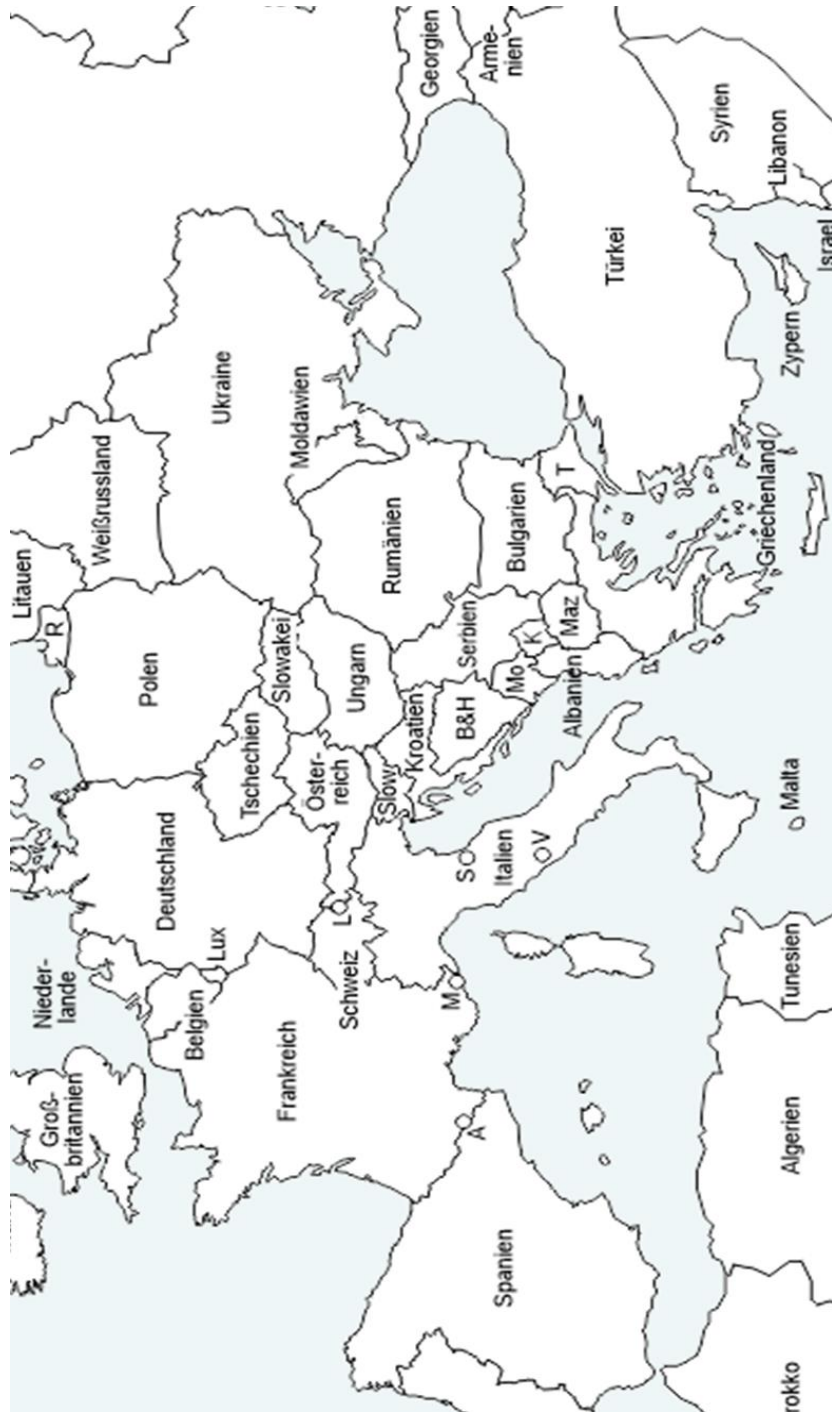 Litauen
R
Weißrussland
Groß-
britannien
Nieder-
lande
Polen
Deutschland
Belgien
Lux
Ukraine
Tschechien
Slowakei
Frankreich
Moldawien
Öster-
reich
Ungarn
Schweiz
L
Rumänien
Slow.
Kroatien
Georgien
Arme-
nien
M
Serbien
B&H
S
A
Italien
Spanien
Bulgarien
Mo
K
V
T
Maz
Albanien
Türkei
Syrien
Griechenland
Libanon
Zypern
Israel
Malta
Tunesien
Algerien
rokko